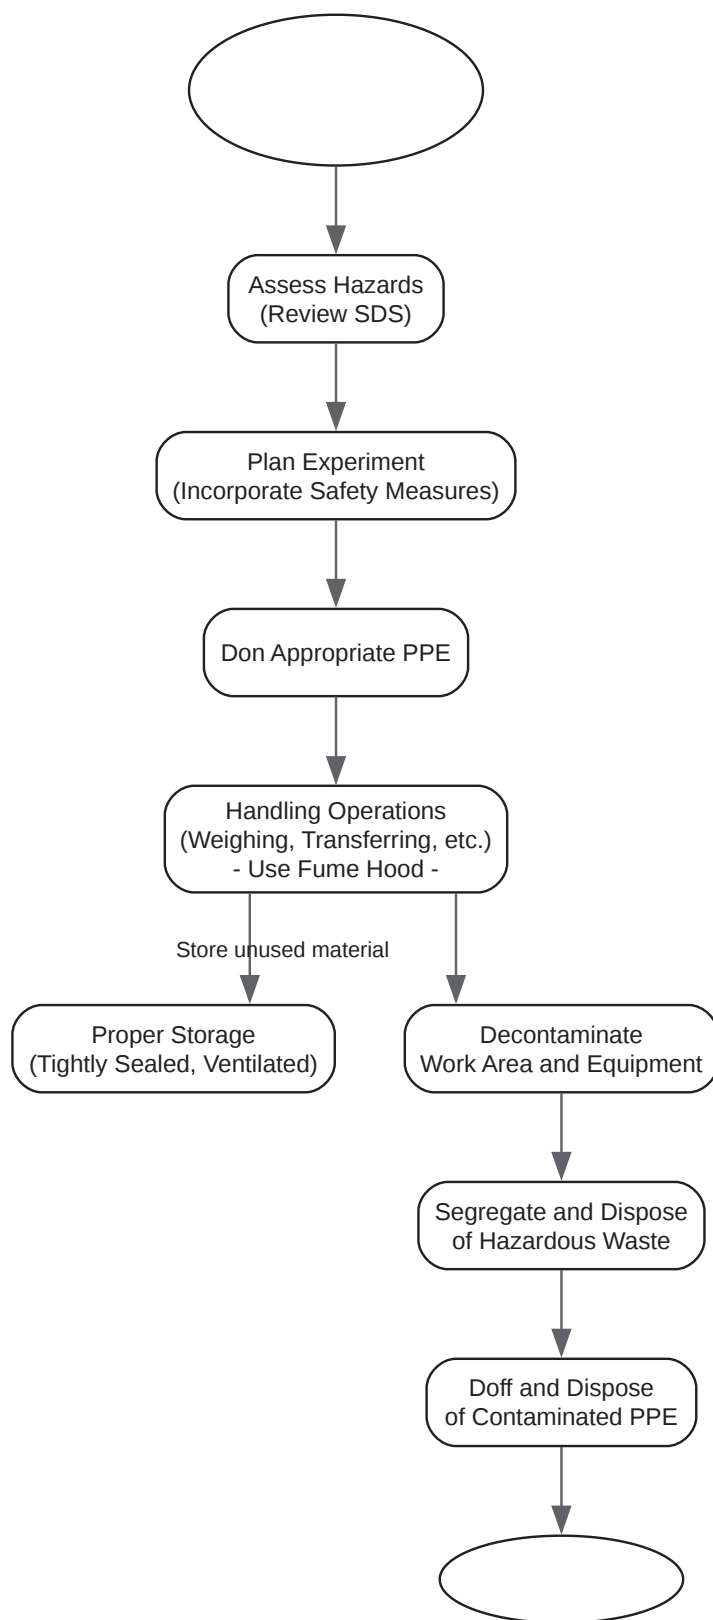 Assess Hazards
(Review SDS)
Plan Experiment
(Incorporate Safety Measures)
Don Appropriate PPE
Handling Operations
(Weighing, Transferring, etc.)
- Use Fume Hood -
Store unused material
Proper Storage
(Tightly Sealed, Ventilated)
Decontaminate
Work Area and Equipment
Segregate and Dispose
of Hazardous Waste
Doff and Dispose
of Contaminated PPE